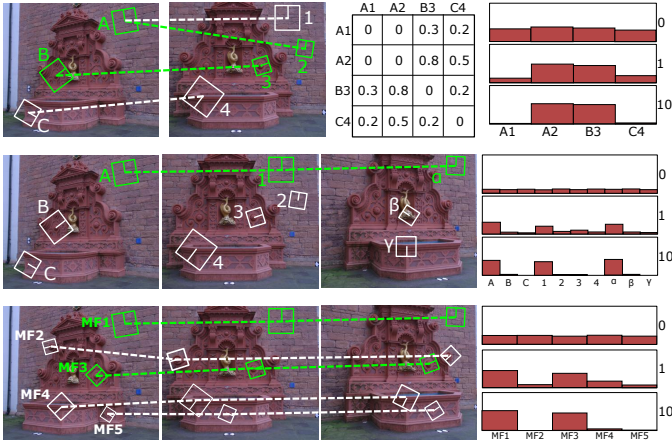 A
B
C
1
2
3
4
A1 A2 B3 C4
A1 0 0 0.3 0.2
A2 0 0 0.8 0.5
B3 0.3 0.8 0 0.2
C4 0.2 0.5 0.2 0
0
1
10
A1 A2 B3 C4
A
B
C
1
2
3
4
α
β
γ
0
1
10
A B C 1 2 3 4 α β γ
MF1
MF2
MF3
MF4
MF5
0
1
10
MF1 MF2 MF3 MF4 MF5